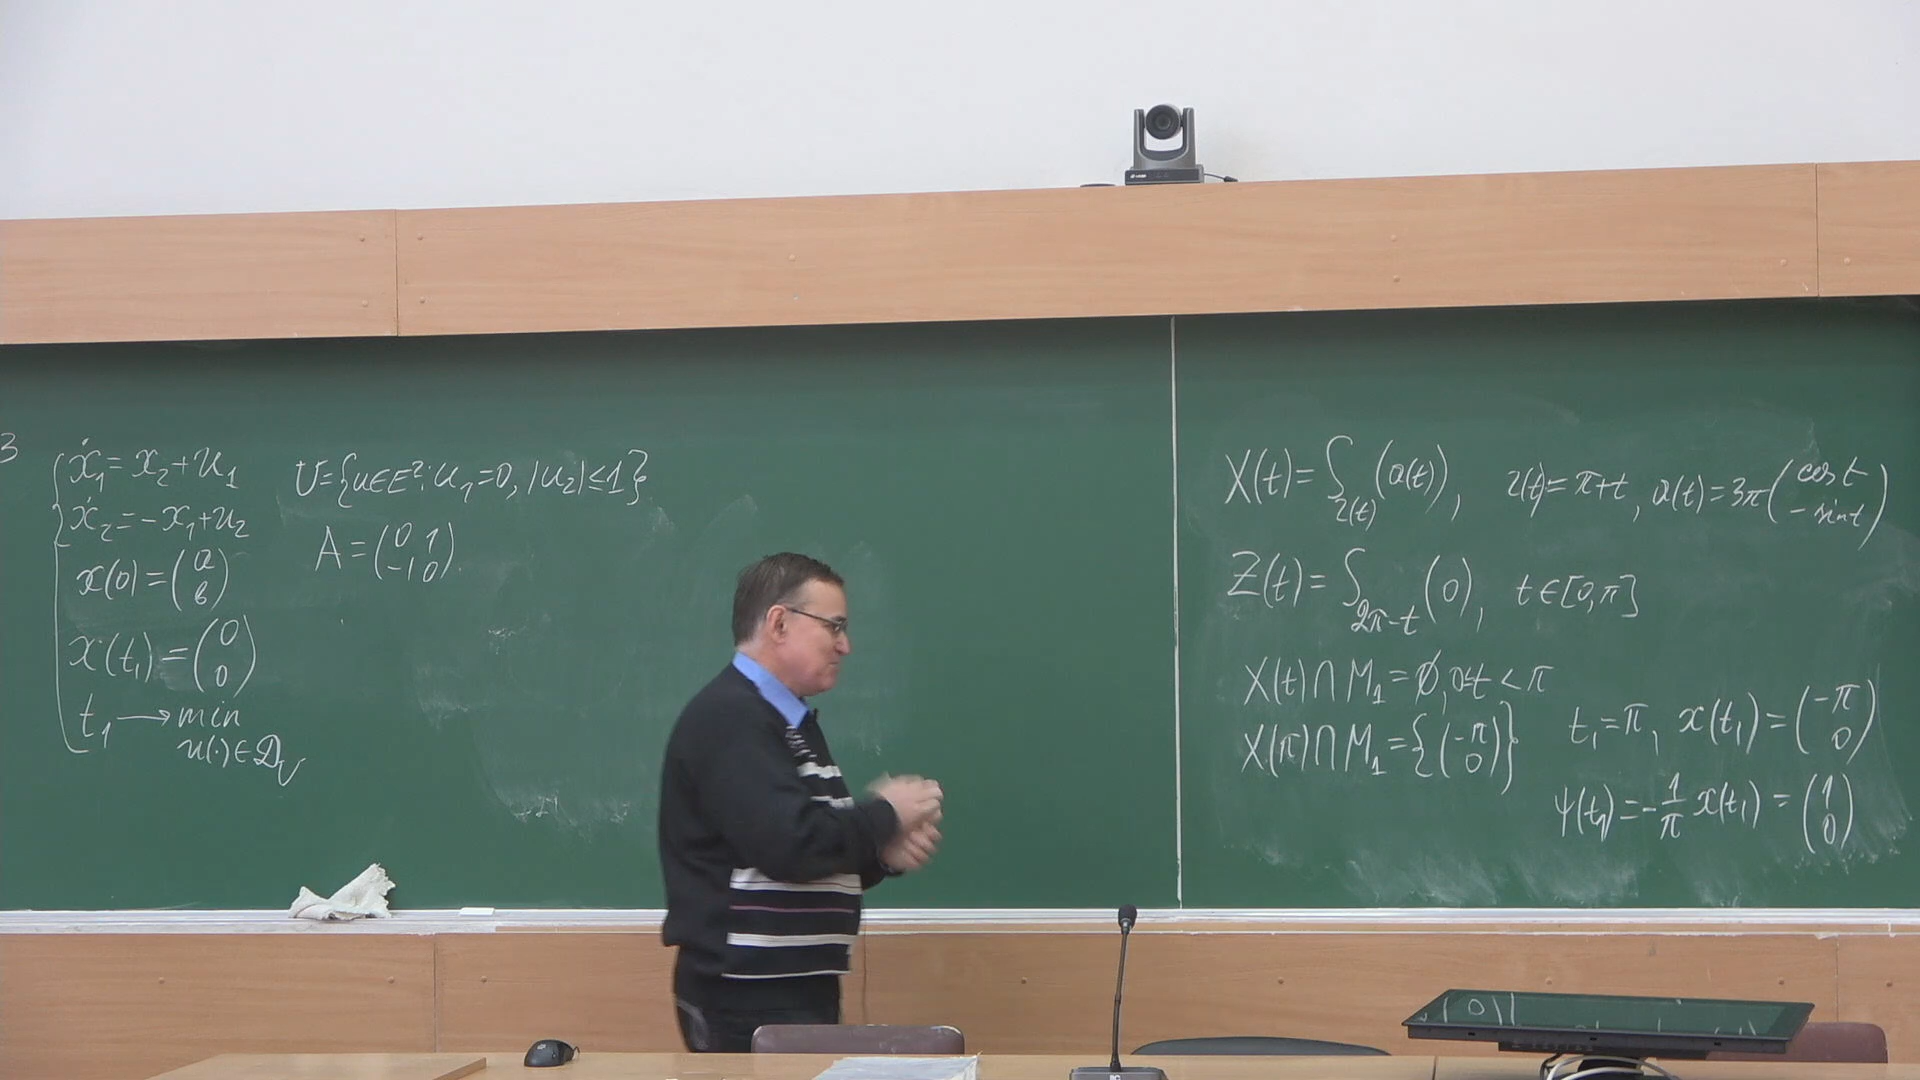 3
ẋ₁ = x₂ + u₁
ẋ₂ = -x₁ + u₂
x(0) = (a b)
x(t₁) = (0 0)
t₁ → min
u(·) ∈ D_U
U = {u ∈ E²: u₁ = 0, |u₂| ≤ 1}
A = (0 1 -1 0)
X(t) = S_{r(t)}(a(t)), r(t) = π + t, a(t) = 3π(cos t - sin t)
Z(t) = S_{2π-t}(0), t ∈ [0, π]
X(t) ∩ M₁ = ∅, 0 ≤ t < π
X(π) ∩ M₁ = {(-π 0)} t₁ = π, x(t₁) = (-π 0)
ψ(t₁) = -1/π x(t₁) = (1 0)